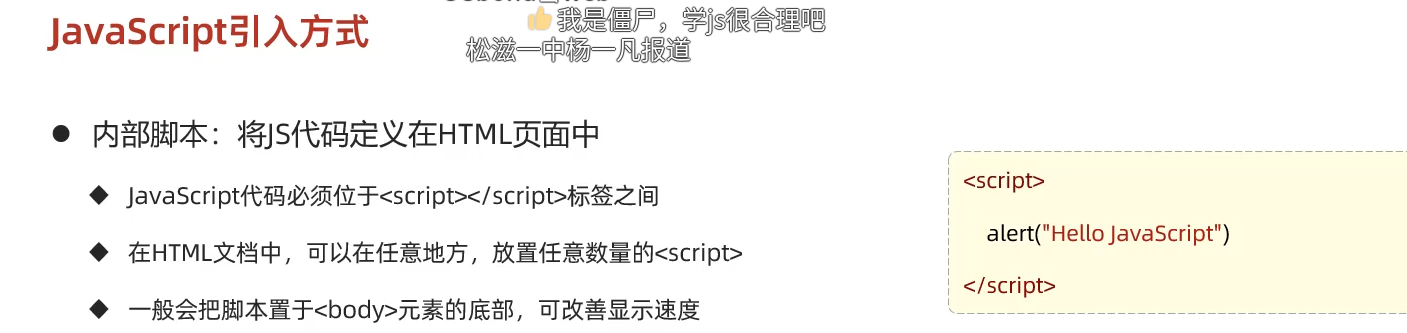 👍我是僵尸，学js很合理吧
JavaScript引入方式
松滋一中杨一凡报道
● 内部脚本：将JS代码定义在HTML页面中
◆ JavaScript代码必须位于<script></script>标签之间
◆ 在HTML文档中，可以在任意地方，放置任意数量的<script>
◆ 一般会把脚本置于<body>元素的底部，可改善显示速度
<script>
alert("Hello JavaScript")
</script>